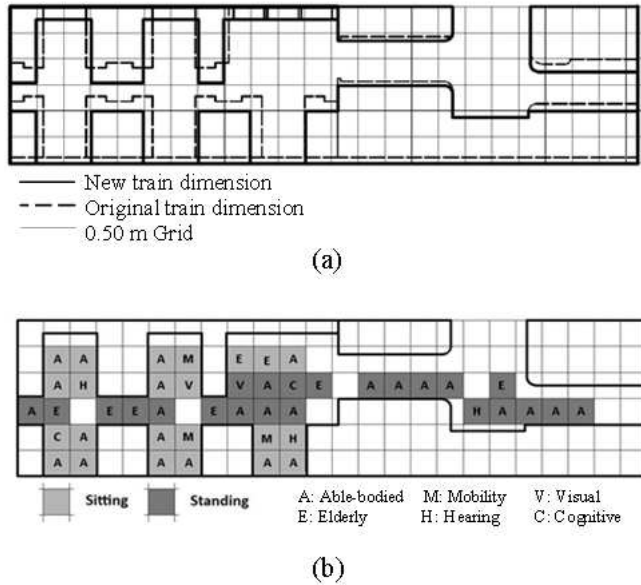 New train dimension
Original train dimension
0.50 m Grid
(a)
A A A M E E A
A H A V V A C E A A A A E
A E E E A E A A A H A A A A
C A A M M H
A A A A A A
Sitting Standing A: Able-bodied M: Mobility V: Visual
E: Elderly H: Hearing C: Cognitive
(b)